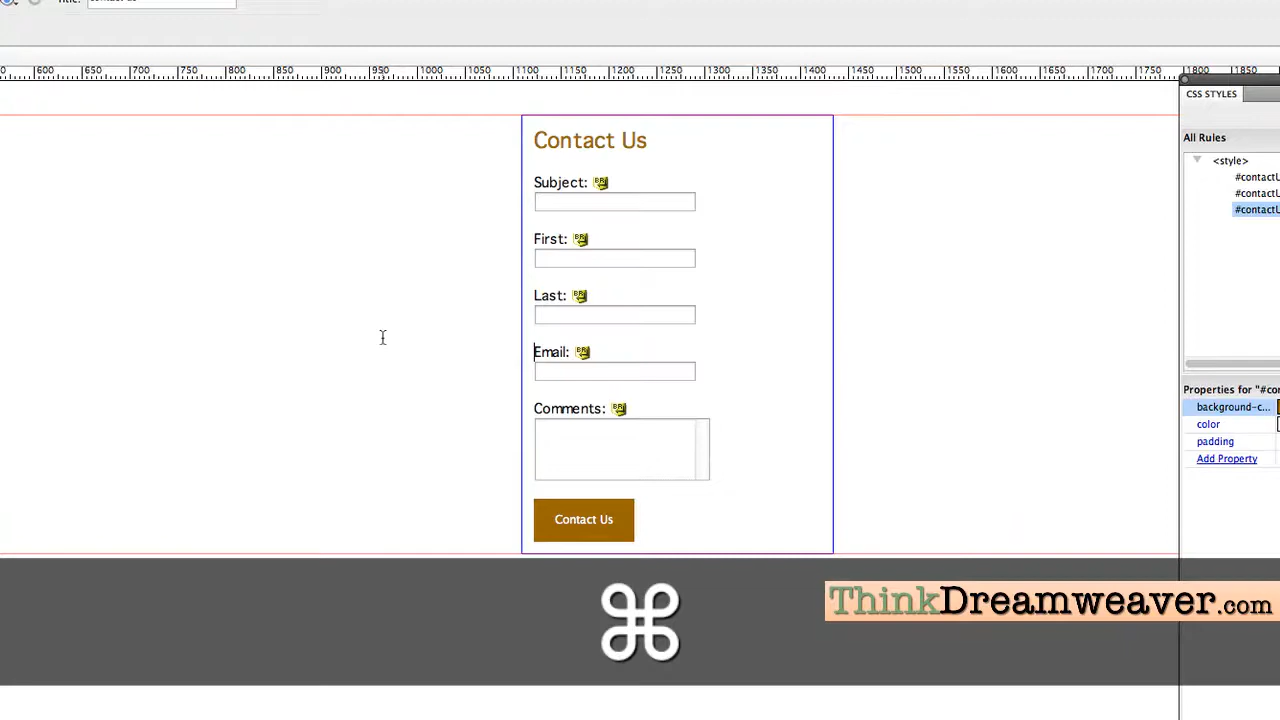 Title:
600 650 700 750 800 850 900 950 1000 1050 1100 1150 1200 1250 1300 1350 1400 1450 1500 1550 1600 1650 1700 1750 1800 1850
CSS STYLES
Contact Us
All Rules
<style>
Subject:
#contactU
#contactU
#contactU
First:
Last:
Email:
Properties for "#con
Comments:
background-c...
color
padding
Add Property
Contact Us
ThinkDreamweaver.com